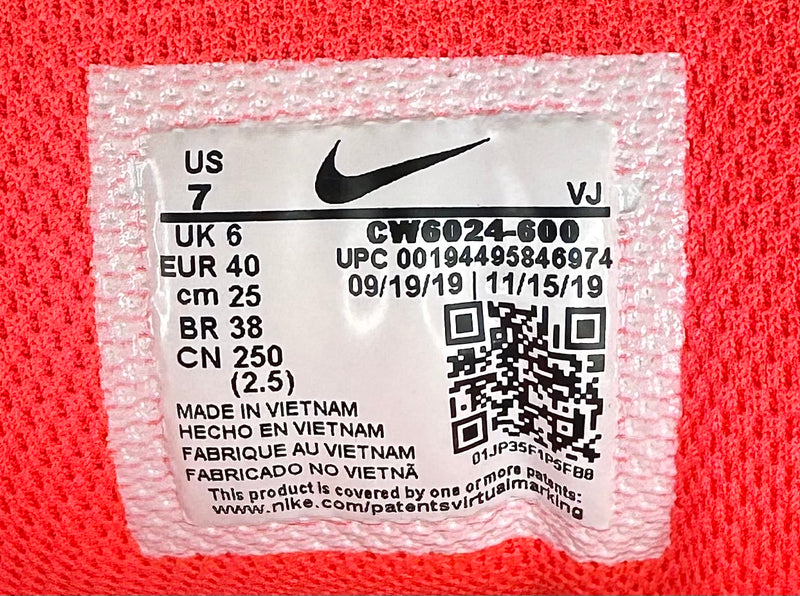 US
7
VJ
UK 6
EUR 40
cm 25
BR 38
CN 250
(2.5)
CW6024-600
UPC 00194495846974
09/19/19 | 11/15/19
01JP35F1P5FB8
MADE IN VIETNAM
HECHO EN VIETNAM
FABRIQUE AU VIETNAM
FABRICADO NO VIETNÃ
This product is covered by one or more patents:
www.nike.com/patentsvirtualmarking